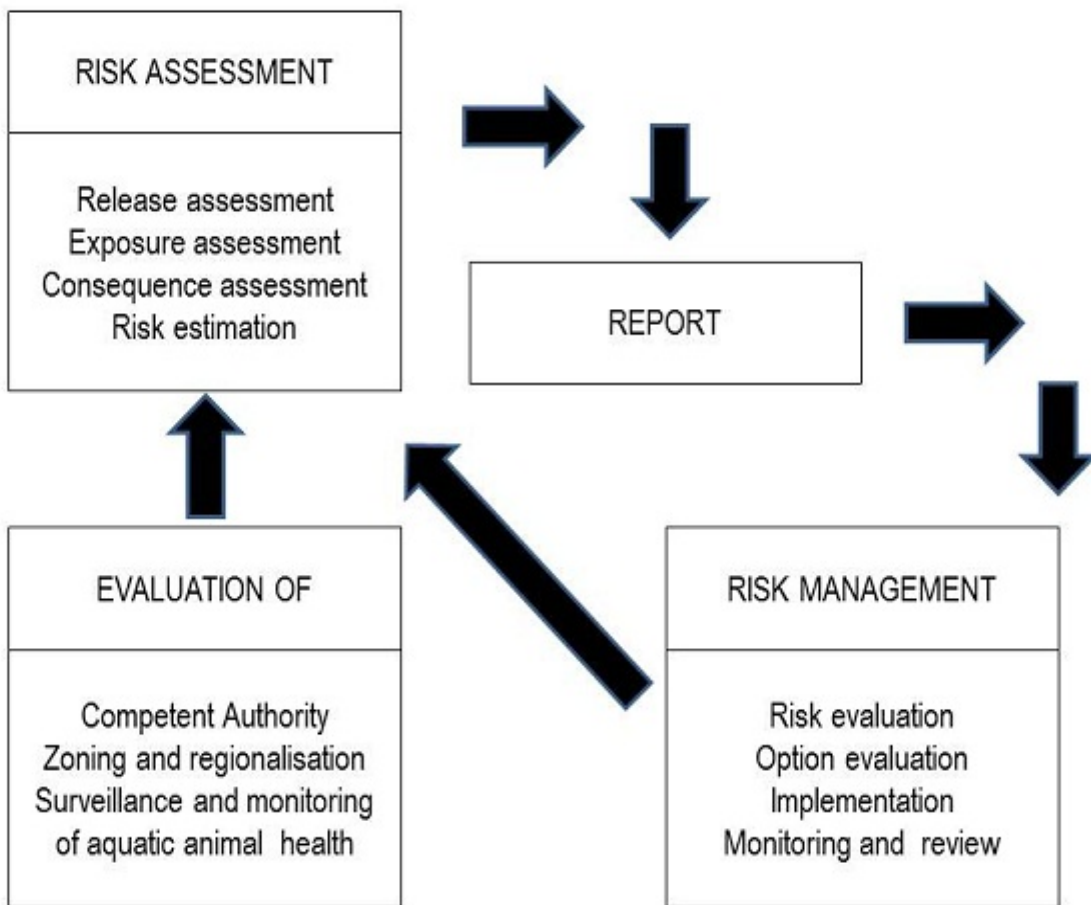 RISK ASSESSMENT
Release assessment
Exposure assessment
Consequence assessment
Risk estimation
REPORT
EVALUATION OF
Competent Authority
Zoning and regionalisation
Surveillance and monitoring
of aquatic animal health
RISK MANAGEMENT
Risk evaluation
Option evaluation
Implementation
Monitoring and review